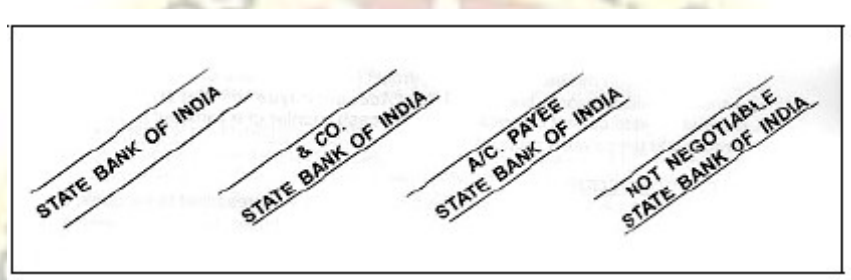 STATE BANK OF INDIA
& CO.
STATE BANK OF INDIA
A/C. PAYEE
STATE BANK OF INDIA
NOT NEGOTIABLE
STATE BANK OF INDIA